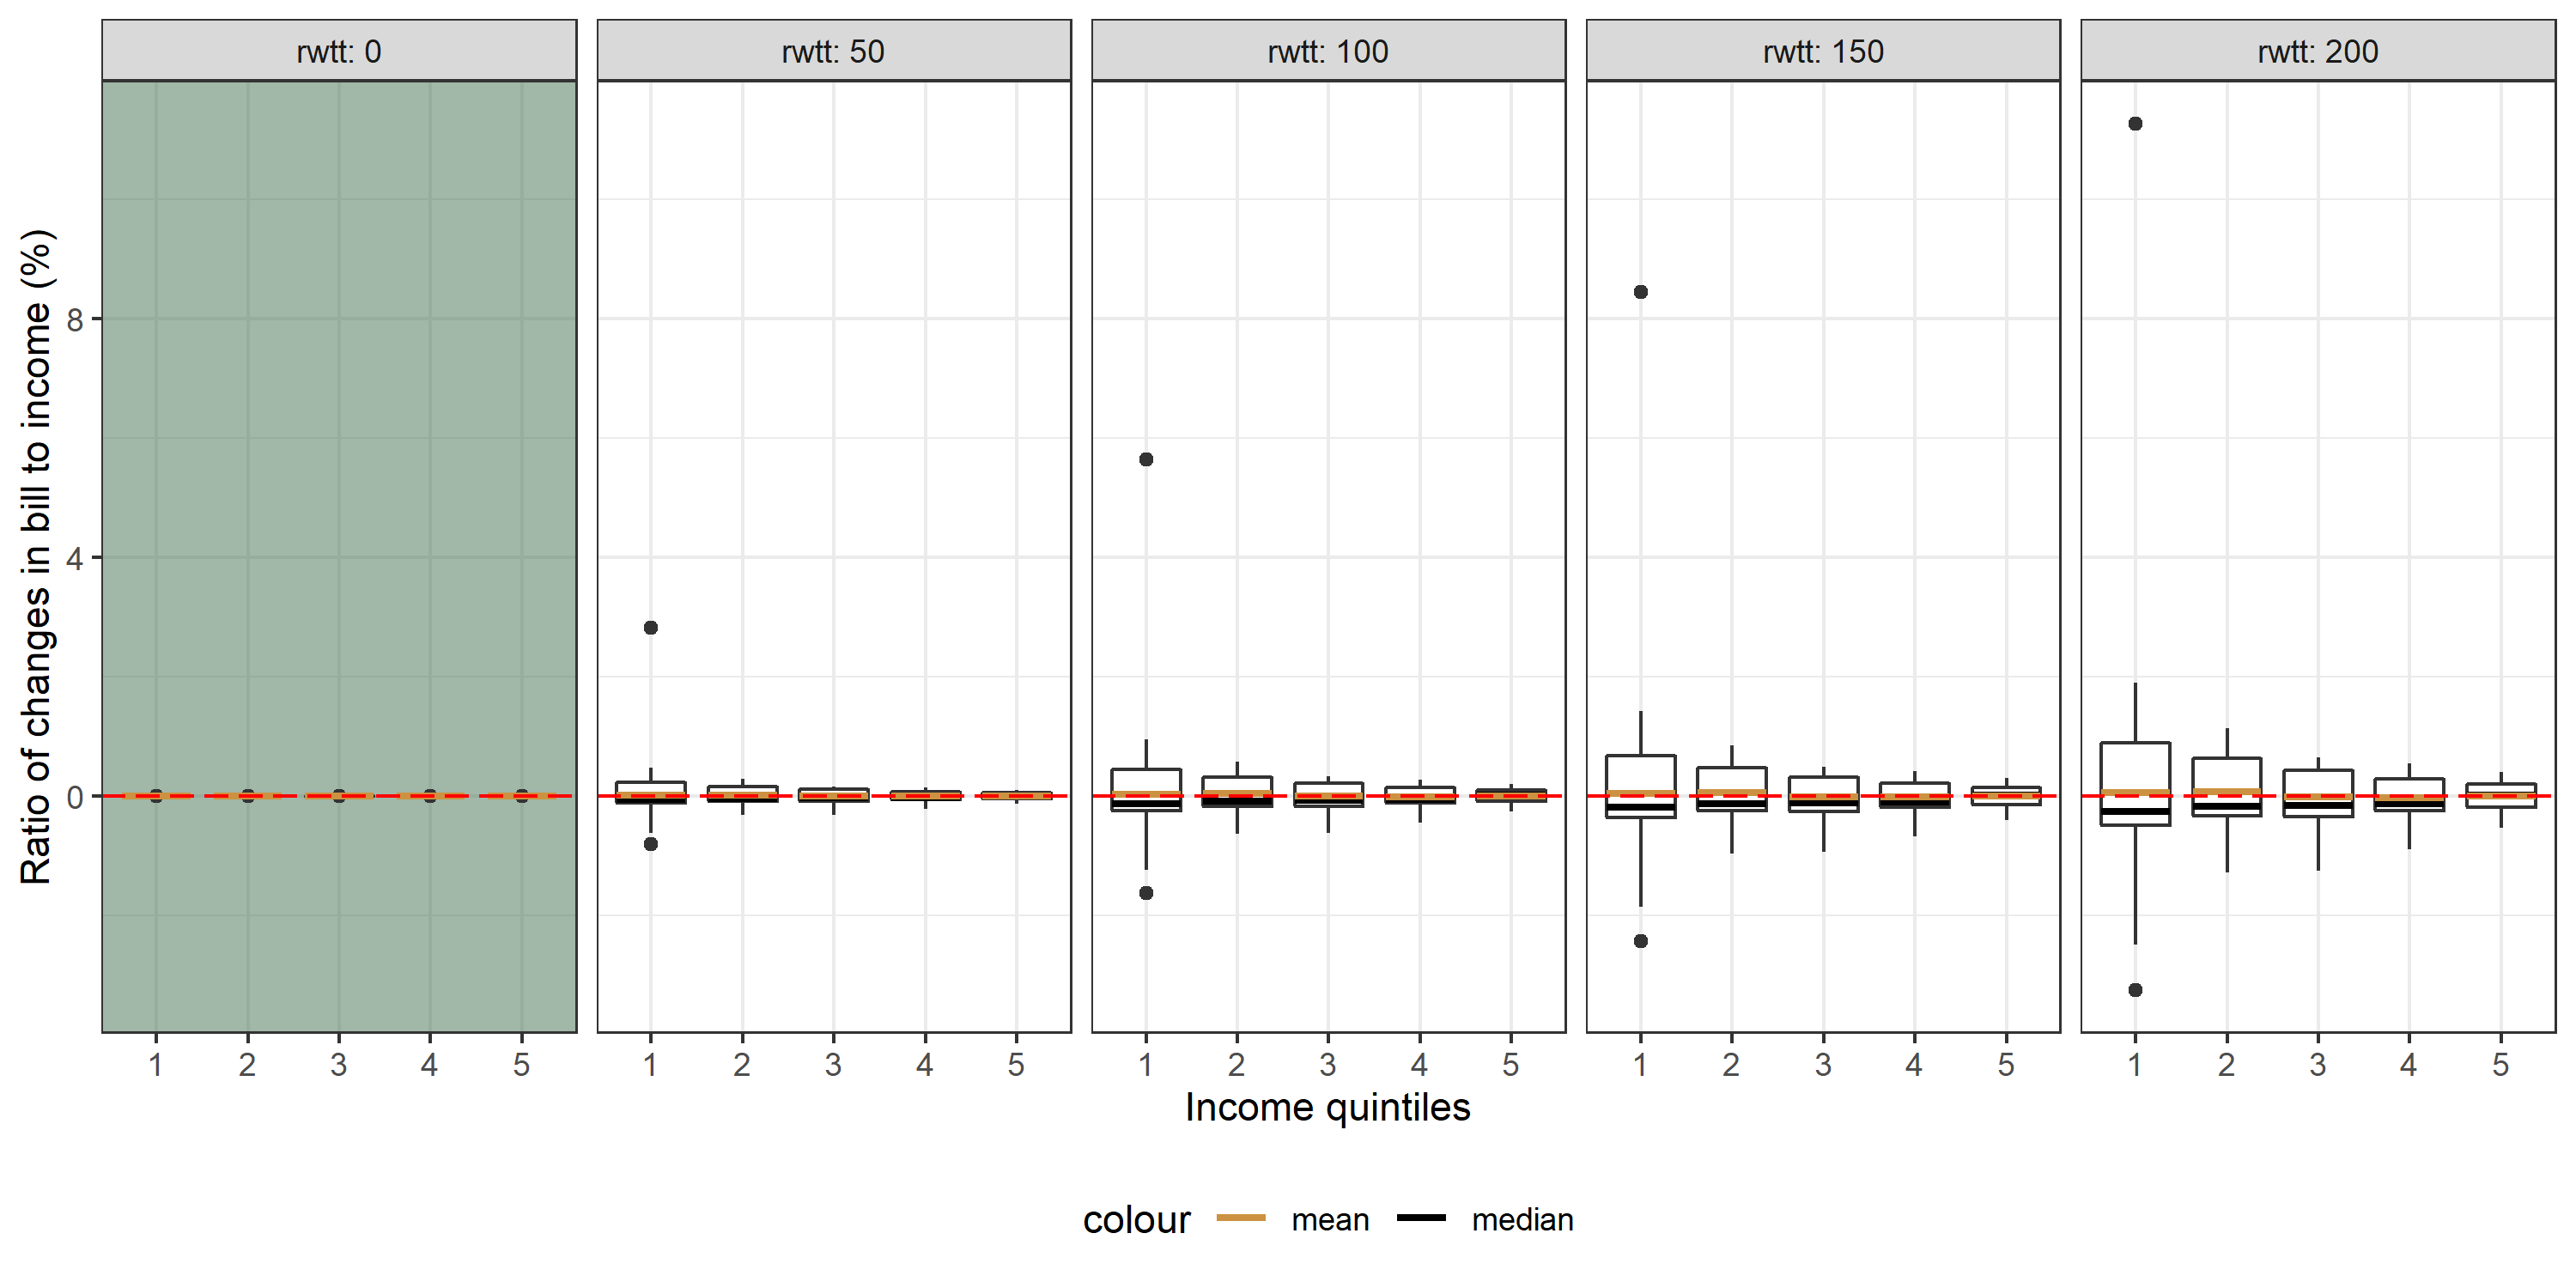 rwtt: 0
rwtt: 50
rwtt: 100
rwtt: 150
rwtt: 200
Ratio of changes in bill to income (%)
8
4
0
1 2 3 4 5
1 2 3 4 5
1 2 3 4 5
1 2 3 4 5
1 2 3 4 5
Income quintiles
colour mean median